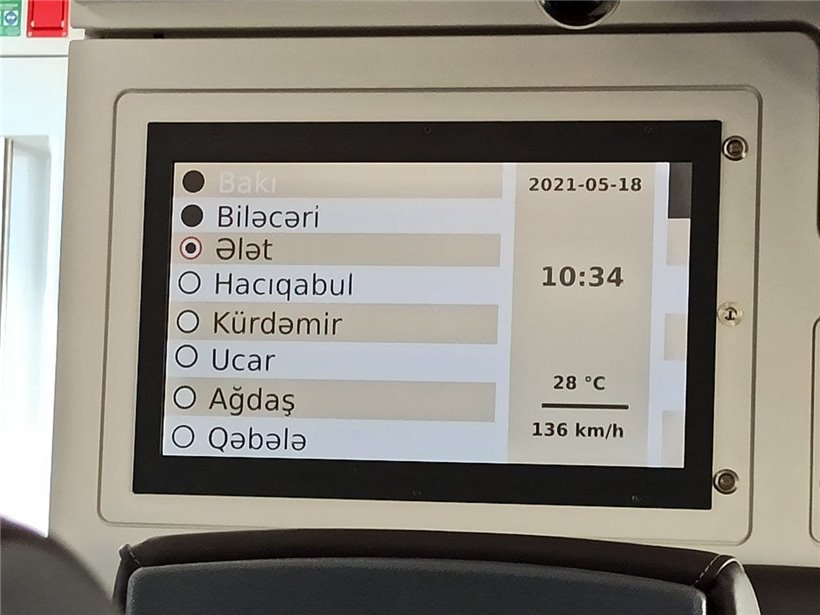 Bakı
Biləcəri
Ələt
Hacıqabul
Kürdəmir
Ucar
Ağdaş
Qəbələ
2021-05-18
10:34
28 °C
136 km/h